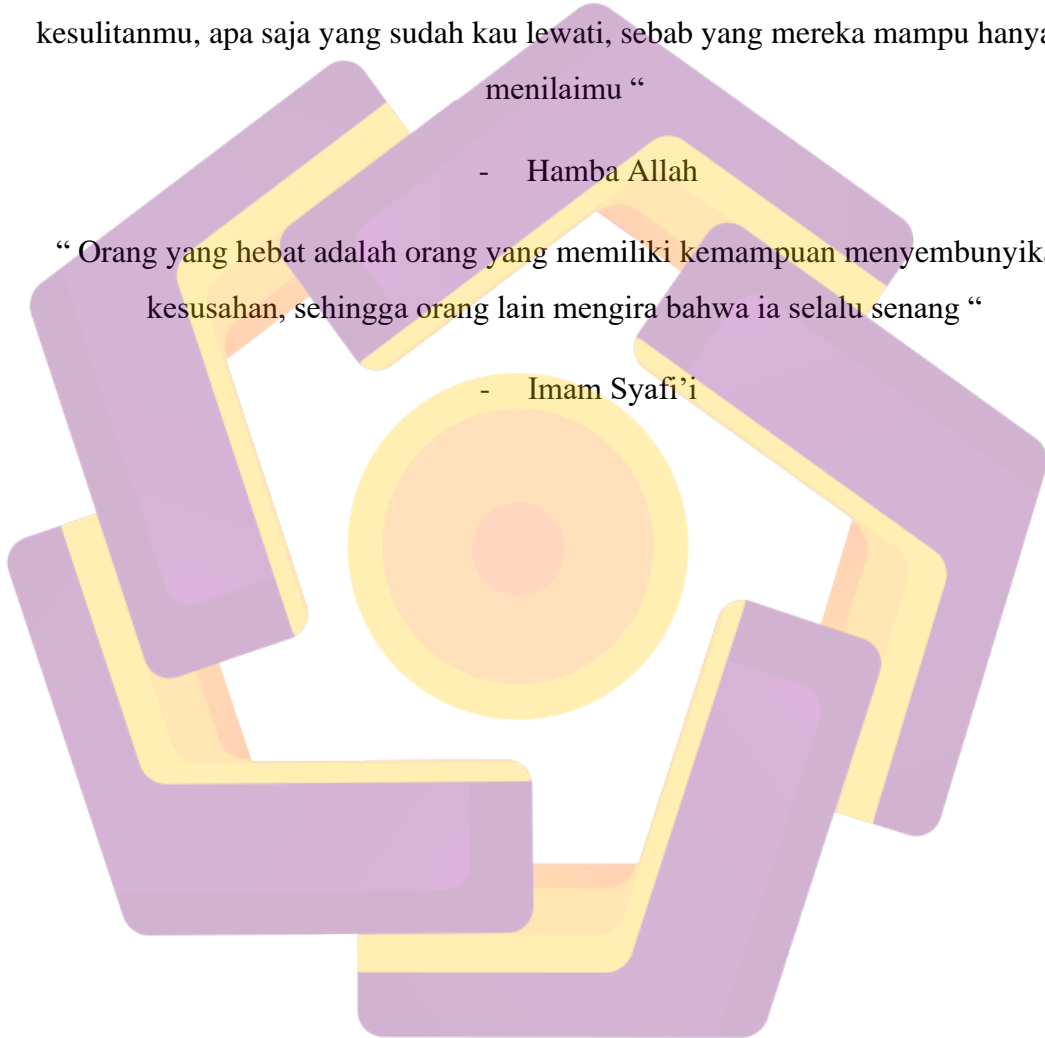 kesulitanmu, apa saja yang sudah kau lewati, sebab yang mereka mampu hanya
menilaimu “
- Hamba Allah
“ Orang yang hebat adalah orang yang memiliki kemampuan menyembunyika
kesusahan, sehingga orang lain mengira bahwa ia selalu senang “
- Imam Syafi’i